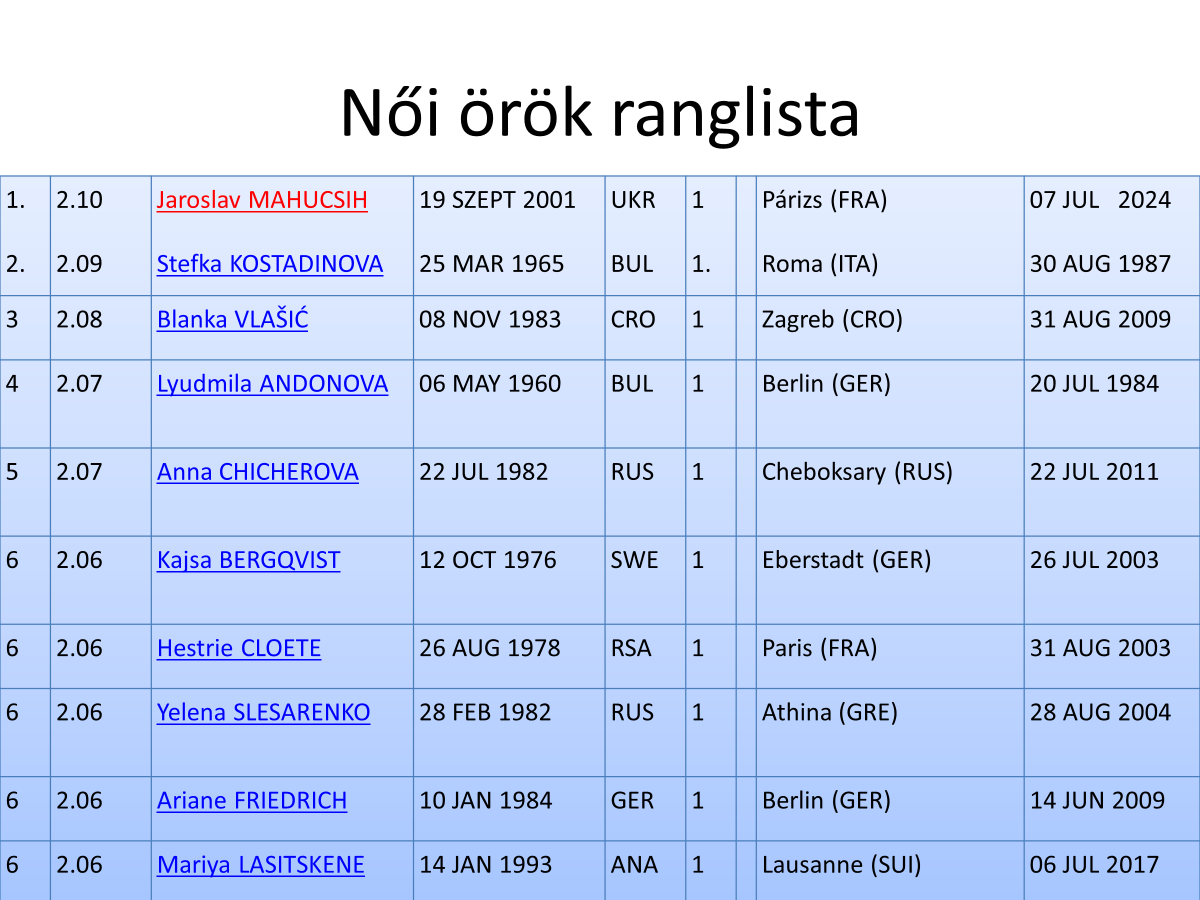 Női örök ranglista
1. 2.10 Jaroslav MAHUCSIH 19 SZEPT 2001 UKR 1 Párizs (FRA) 07 JUL 2024
2. 2.09 Stefka KOSTADINOVA 25 MAR 1965 BUL 1. Roma (ITA) 30 AUG 1987
3 2.08 Blanka VLAŠIĆ 08 NOV 1983 CRO 1 Zagreb (CRO) 31 AUG 2009
4 2.07 Lyudmila ANDONOVA 06 MAY 1960 BUL 1 Berlin (GER) 20 JUL 1984
5 2.07 Anna CHICHEROVA 22 JUL 1982 RUS 1 Cheboksary (RUS) 22 JUL 2011
6 2.06 Kajsa BERGQVIST 12 OCT 1976 SWE 1 Eberstadt (GER) 26 JUL 2003
6 2.06 Hestrie CLOETE 26 AUG 1978 RSA 1 Paris (FRA) 31 AUG 2003
6 2.06 Yelena SLESARENKO 28 FEB 1982 RUS 1 Athina (GRE) 28 AUG 2004
6 2.06 Ariane FRIEDRICH 10 JAN 1984 GER 1 Berlin (GER) 14 JUN 2009
6 2.06 Mariya LASITSKENE 14 JAN 1993 ANA 1 Lausanne (SUI) 06 JUL 2017